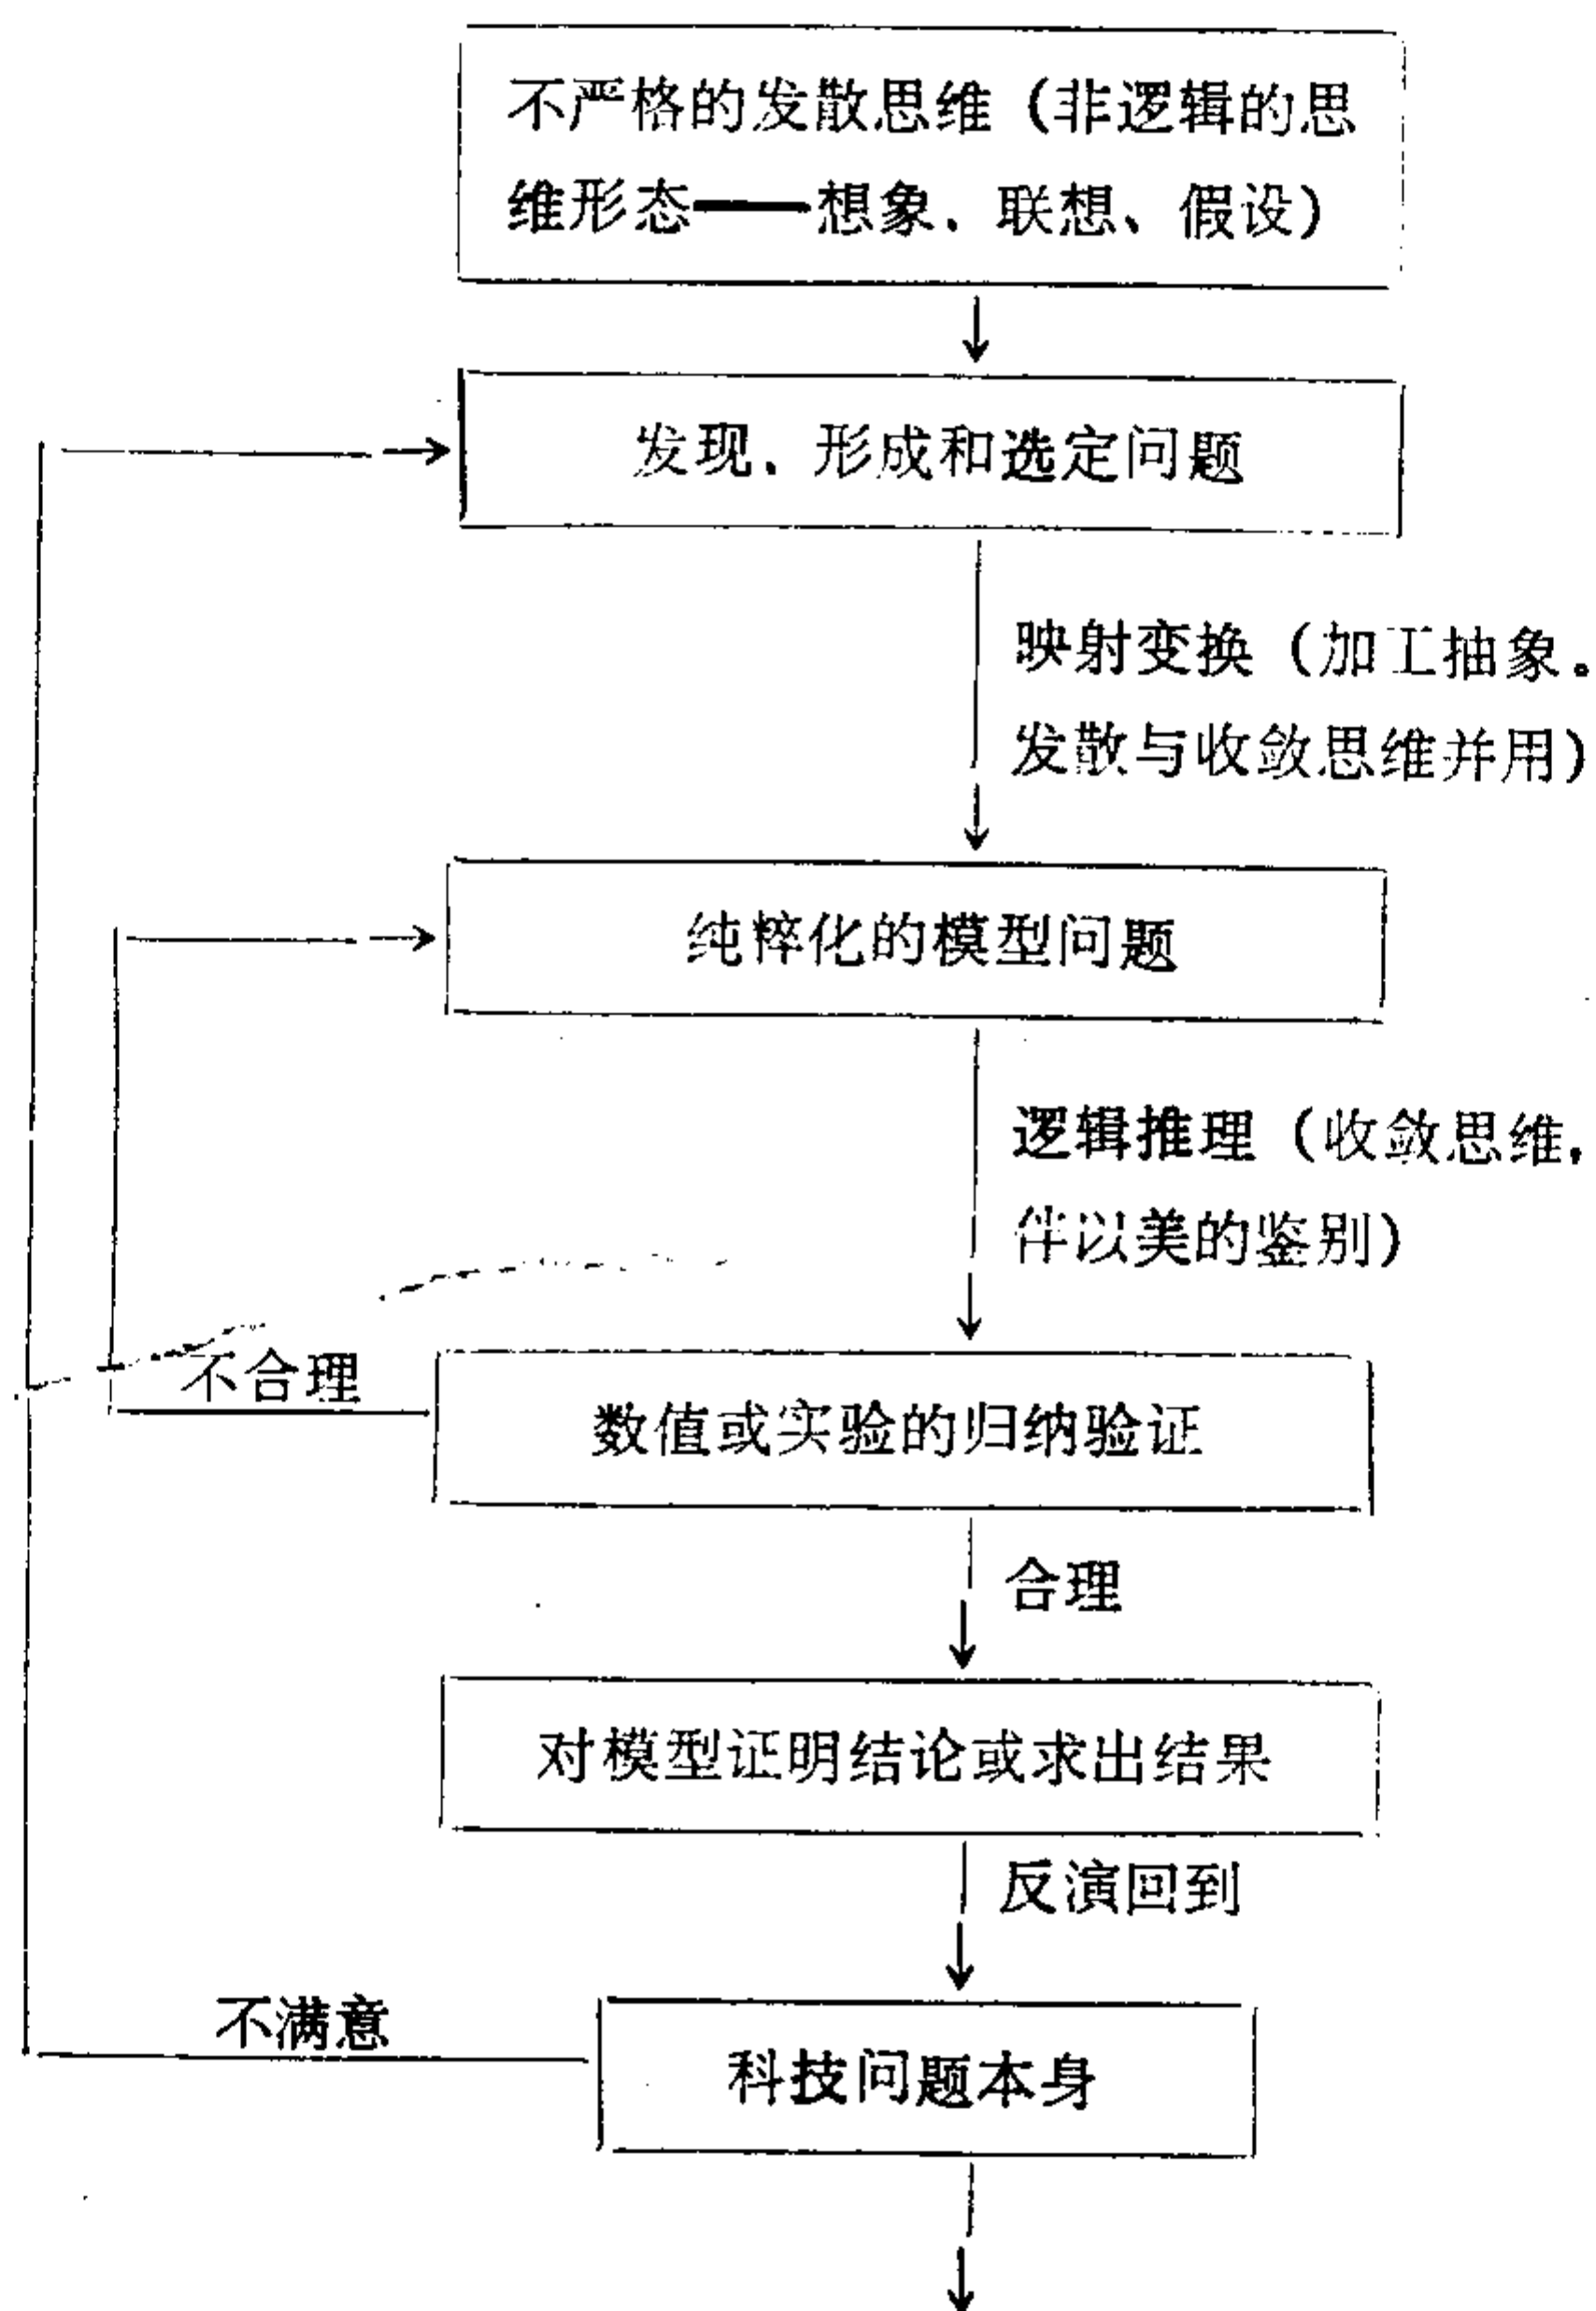 不严格的发散思维（非逻辑的思
维形态——想象、联想、假设）
发现、形成和选定问题
映射变换（加工抽象。
发散与收敛思维并用）
纯粹化的模型问题
逻辑推理（收敛思维，
伴以美的鉴别）
不合理
数值或实验的归纳验证
合理
对模型证明结论或求出结果
反演回到
不满意
科技问题本身